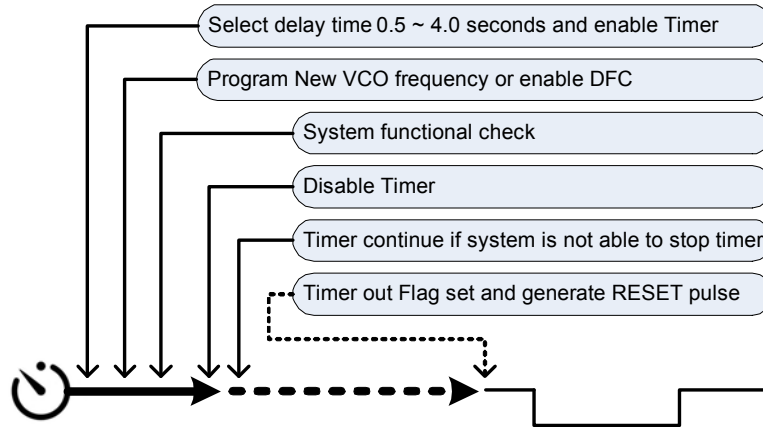 Select delay time 0.5 ~ 4.0 seconds and enable Timer
Program New VCO frequency or enable DFC
System functional check
Disable Timer
Timer continue if system is not able to stop timer
Timer out Flag set and generate RESET pulse